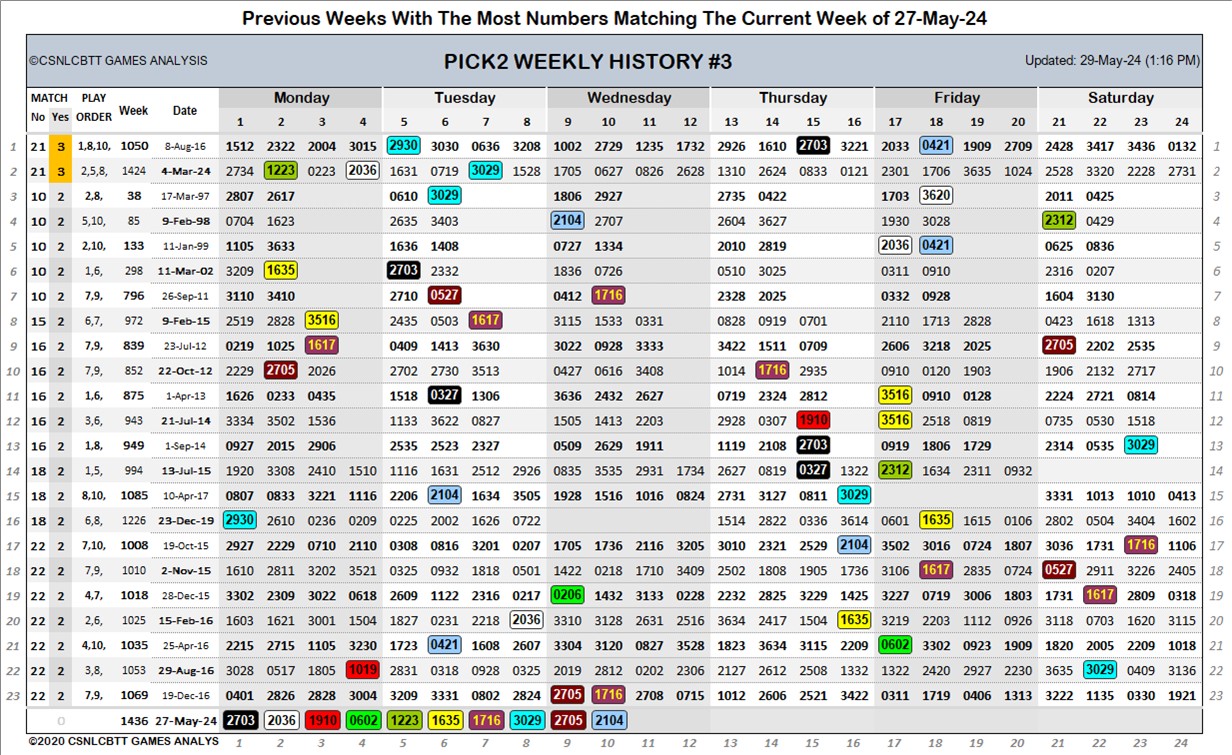 Previous Weeks With The Most Numbers Matching The Current Week of 27-May-24
©CSNLCBTT GAMES ANALYSIS PICK2 WEEKLY HISTORY #3 Updated: 29-May-24 (1:16 PM)
MATCH PLAY Week Date Monday Tuesday Wednesday Thursday Friday Saturday
No Yes ORDER 1 2 3 4 5 6 7 8 9 10 11 12 13 14 15 16 17 18 19 20 21 22 23 24
1 21 3 1,8,10, 1050 8-Aug-16 1512 2322 2004 3015 2930 3030 0636 3208 1002 2729 1235 1732 2926 1610 2703 3221 2033 0421 1909 2709 2428 3417 3436 0132 1
2 21 3 2,5,8, 1424 4-Mar-24 2734 1223 0223 2036 1631 0719 3029 1528 1705 0627 0826 2628 1310 2624 0833 0121 2301 1706 3635 1024 2528 3320 2228 2731 2
3 10 2 2,8, 38 17-Mar-97 2807 2617 0610 3029 1806 2927 2735 0422 1703 3620 2011 0425 3
4 10 2 5,10, 85 9-Feb-98 0704 1623 2635 3403 2104 2707 2604 3627 1930 3028 2312 0429 4
5 10 2 2,10, 133 11-Jan-99 1105 3633 1636 1408 0727 1334 2010 2819 2036 0421 0625 0836 5
6 10 2 1,6, 298 11-Mar-02 3209 1635 2703 2332 1836 0726 0510 3025 0311 0910 2316 0207 6
7 10 2 7,9, 796 26-Sep-11 3110 3410 2710 0527 0412 1716 2328 2025 0332 0928 1604 3130 7
8 15 2 6,7, 972 9-Feb-15 2519 2828 3516 2435 0503 1617 3115 1533 0331 0828 0919 0701 2110 1713 2828 0423 1618 1313 8
9 16 2 7,9, 839 23-Jul-12 0219 1025 1617 0409 1413 3630 3022 0928 3333 3422 1511 0709 2606 3218 2025 2705 2202 2535 9
10 16 2 7,9, 852 22-Oct-12 2229 2705 2026 2702 2730 3513 0427 0616 3408 1014 1716 2935 0910 0120 1903 1906 2132 2717 10
11 16 2 1,6, 875 1-Apr-13 1626 0233 0435 1518 0327 1306 3636 2432 2627 0719 2324 2812 3516 0910 0128 2224 2721 0814 11
12 16 2 3,6, 943 21-Jul-14 3334 3502 1536 1133 3622 0827 1505 1413 2203 2928 0307 1910 3516 2518 0819 0735 0530 1518 12
13 16 2 1,8, 949 1-Sep-14 0927 2015 2906 2535 2523 2327 0509 2629 1911 1119 2108 2703 0919 1806 1729 2314 0535 3029 13
14 18 2 1,5, 994 13-Jul-15 1920 3308 2410 1510 1116 1631 2512 2926 0835 3535 2931 1734 2627 0819 0327 1322 2312 1634 2311 0932 14
15 18 2 8,10, 1085 10-Apr-17 0807 0833 3221 1116 2206 2104 1634 3505 1928 1516 1016 0824 2731 3127 0811 3029 3331 1013 1010 0413 15
16 18 2 6,8, 1226 23-Dec-19 2930 2610 0236 0209 0225 2002 1626 0722 1514 2822 0336 3614 0601 1635 1615 0106 2802 0504 3404 1602 16
17 22 2 7,10, 1008 19-Oct-15 2927 2229 0710 2110 0308 0816 3201 0207 1705 1736 2116 3205 3010 2321 2529 2104 3502 3016 0724 1807 3036 1731 1716 1106 17
18 22 2 7,9, 1010 2-Nov-15 1610 2811 3202 3521 0325 0935 1818 0501 1422 0218 1710 3409 2502 1808 1905 1736 3106 1617 2835 0724 0527 2911 3226 2405 18
19 22 2 4,7, 1018 28-Dec-15 3302 2309 3022 0618 2609 1122 2316 0217 0206 1432 3133 0228 2232 2825 3229 1425 3227 0719 3006 1803 1731 1617 2809 0318 19
20 22 2 2,6, 1025 15-Feb-16 1603 1621 3001 1504 1827 0231 2218 2036 3310 3128 2631 2516 3634 2417 1504 1635 3219 2203 1112 0926 3118 0703 1620 3115 20
21 22 2 4,10, 1035 25-Apr-16 2422 2715 1105 3230 1723 0421 1608 2607 3304 3120 0827 3528 1823 3634 3115 2209 0602 3302 0923 1909 1820 2005 2209 1018 21
22 22 2 3,8, 1053 29-Aug-16 3028 0517 1805 1019 2831 0318 0928 0325 2019 2812 0202 2306 2127 2612 1508 1332 1322 2420 2927 2230 3635 3029 0409 3136 22
23 22 2 7,9, 1069 19-Dec-16 0401 2826 2828 3004 3209 3331 0802 2824 2705 1716 2708 0715 1012 2606 2521 3422 0311 1719 0406 1313 3222 1135 0330 1921 23
0 1436 27-May-24 2703 2036 1910 0602 1223 1635 1716 3029 2705 2104
©2020 CSNLCBTT GAMES ANALYS 1 2 3 4 5 6 7 8 9 10 11 12 13 14 15 16 17 18 19 20 21 22 23 24